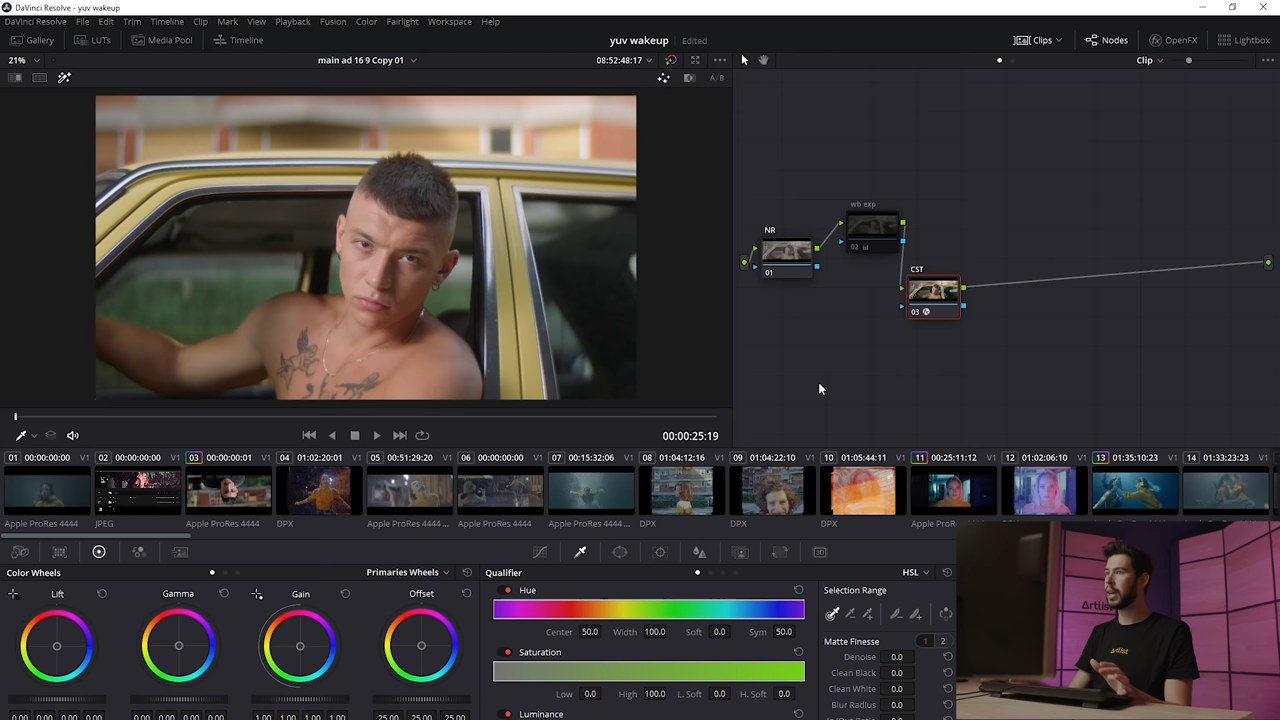 DaVinci Resolve - yuv wakeup
DaVinci Resolve File Edit Trim Timeline Clip Mark View Playback Fusion Color Fairlight Workspace Help
Gallery LUTs Media Pool Timeline yuv wakeup Edited Clips Nodes OpenFX Lightbox
21% main ad 16 9 Copy 01 08:52:48:17 Clip
A/B
wb exp
NR
02
01
CST
03
00:00:25:19
01 00:00:00:00 V1 02 00:00:00:00 V1 03 00:00:00:01 V1 04 01:02:20:01 V1 05 00:51:29:20 V1 06 00:00:00:00 V1 07 00:15:32:06 V1 08 01:04:12:16 V1 09 01:04:22:10 V1 10 01:05:44:11 V1 11 00:25:11:12 V1 12 01:02:06:10 V1 13 01:35:10:23 V1 14 01:33:23:23 V1
Apple ProRes 4444 JPEG Apple ProRes 4444 DPX Apple ProRes 4444... Apple ProRes 4444 Apple ProRes 4444... DPX DPX DPX
Color Wheels Primaries Wheels Qualifier HSL
Lift Gamma Gain Offset
Hue
Selection Range
Center 50.0 Width 100.0 Soft 0.0 Sym 50.0
Matte Finesse 1 2
Saturation
Denoise 0.0
Clean Black 0.0
Clean White 0.0
Low 0.0 High 100.0 L. Soft 0.0 H. Soft 0.0
Blur Radius 0.0
Luminance
Artlist